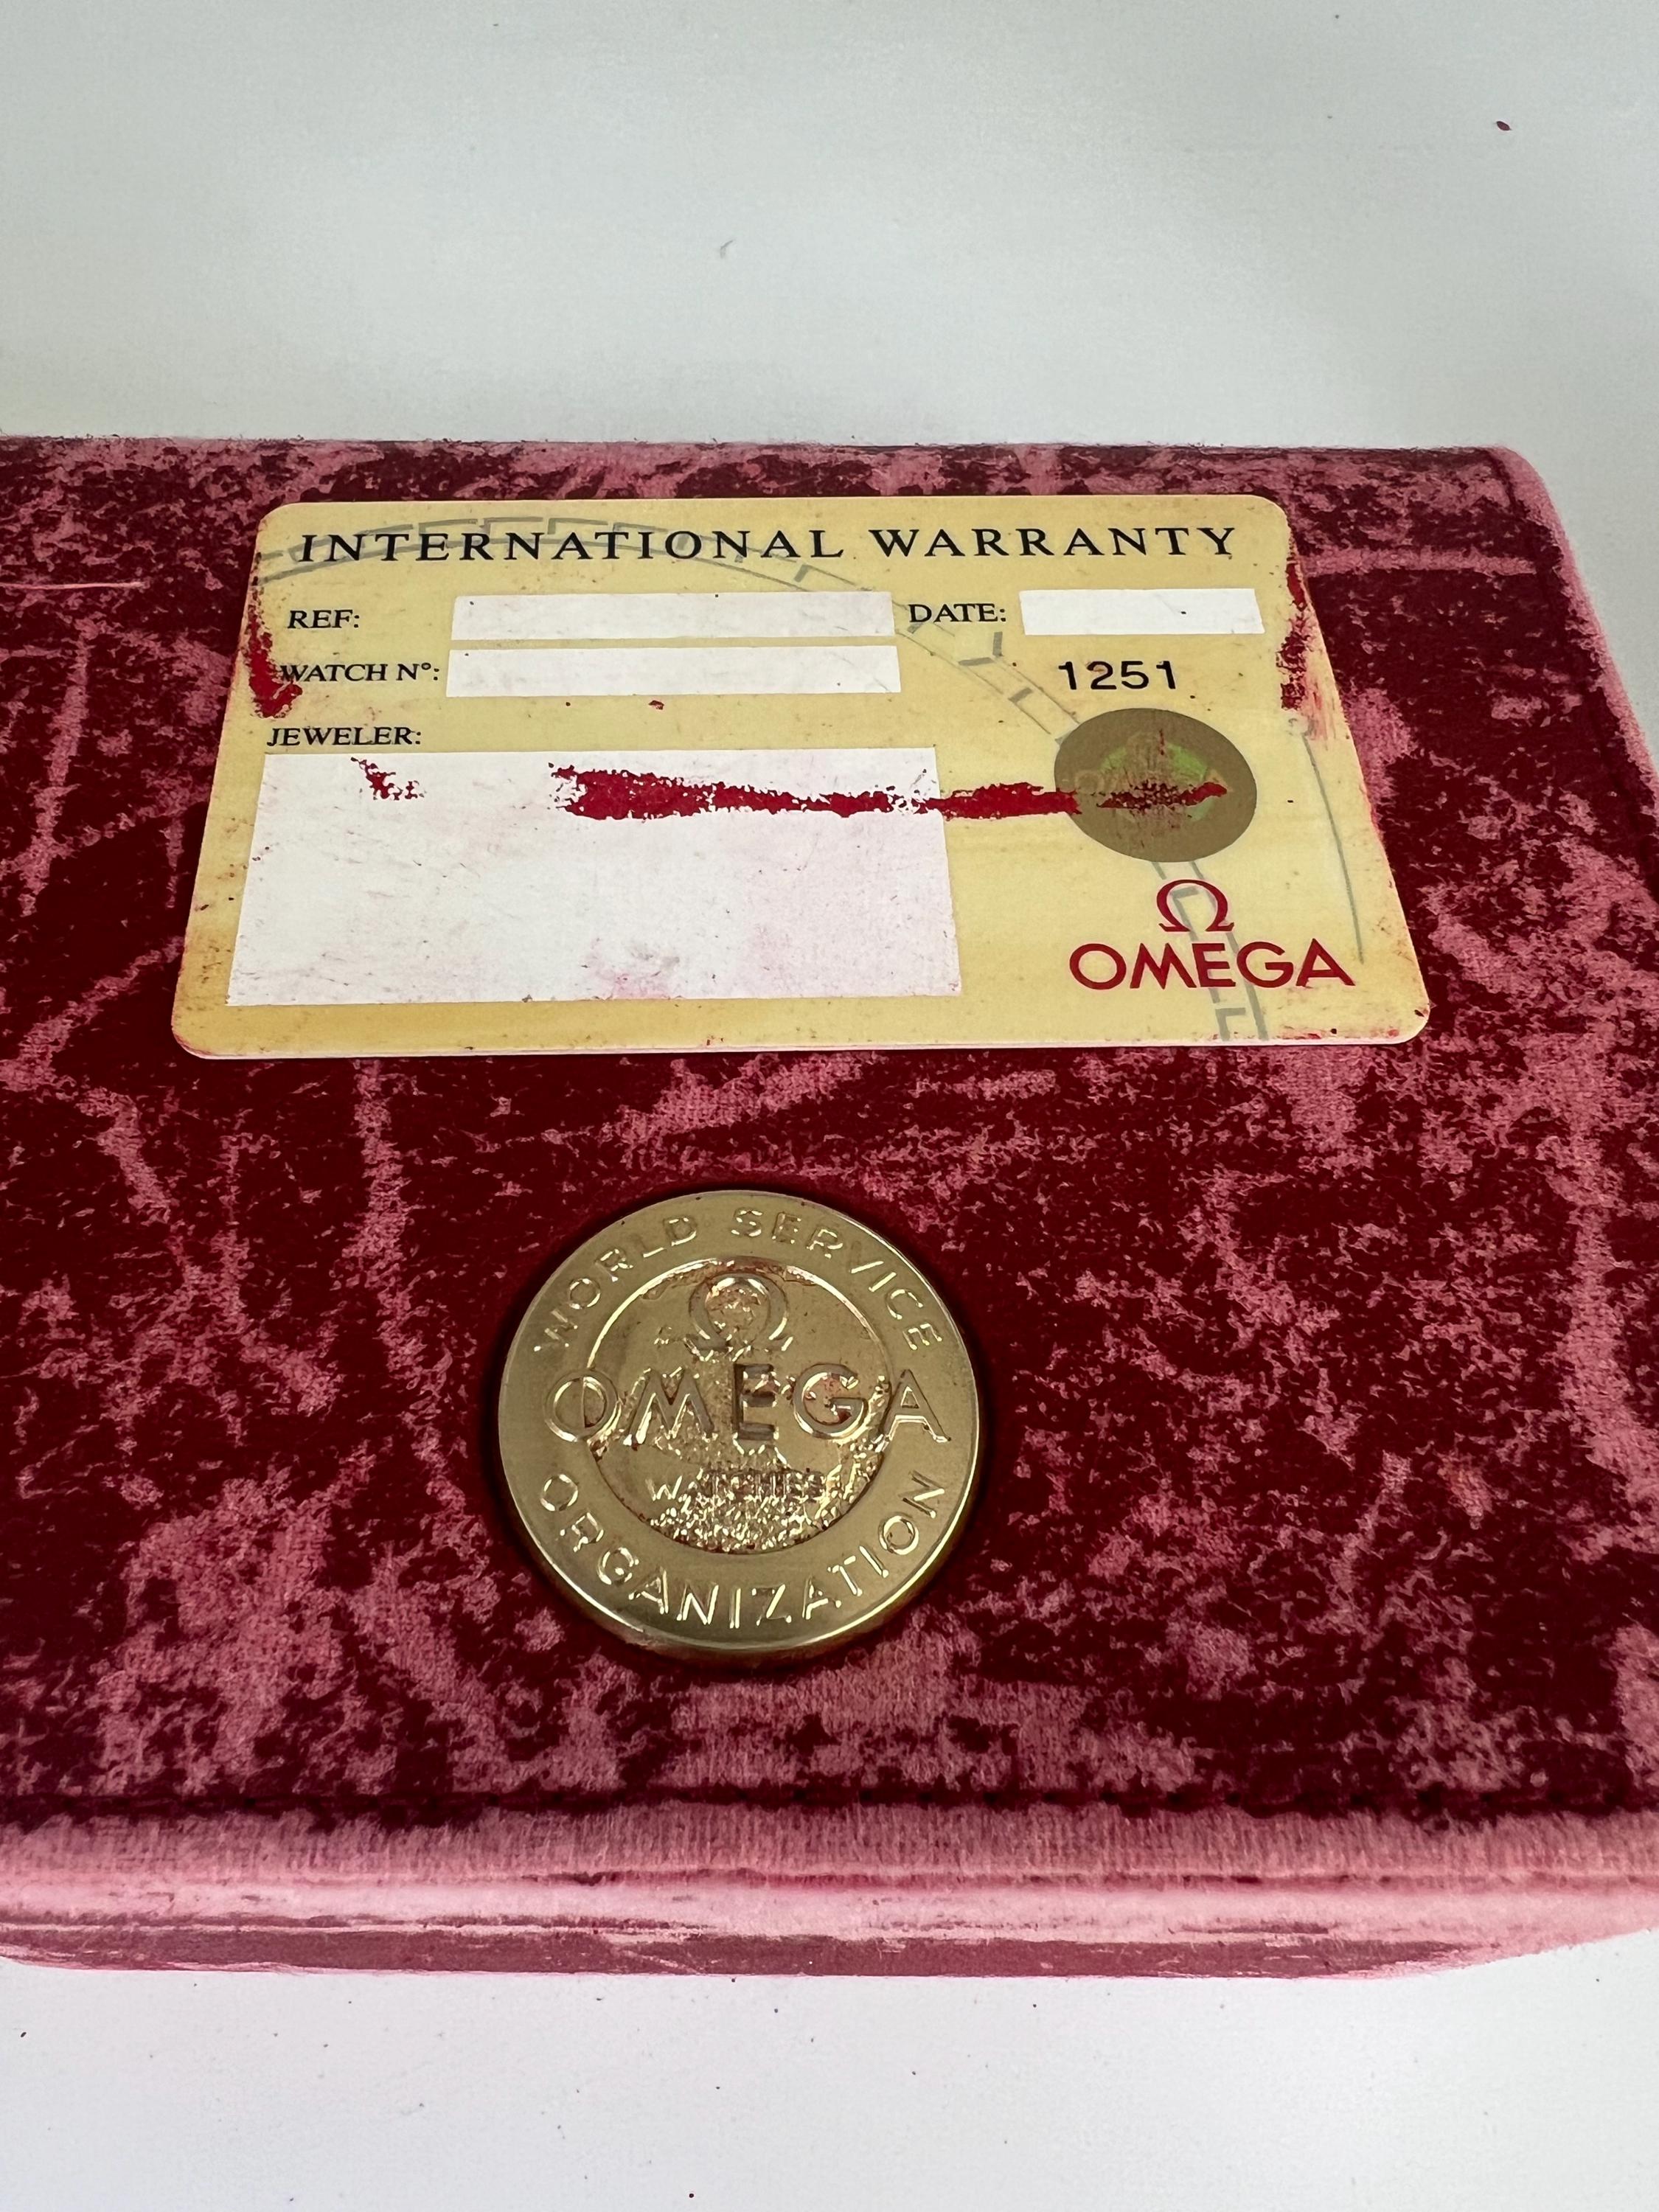 INTERNATIONAL WARRANTY
REF:
DATE:
WATCH N°:
1251
JEWELER:
Ω
OMEGA
WORLD SERVICE
Ω
OMEGA
WATCHES
ORGANIZATION